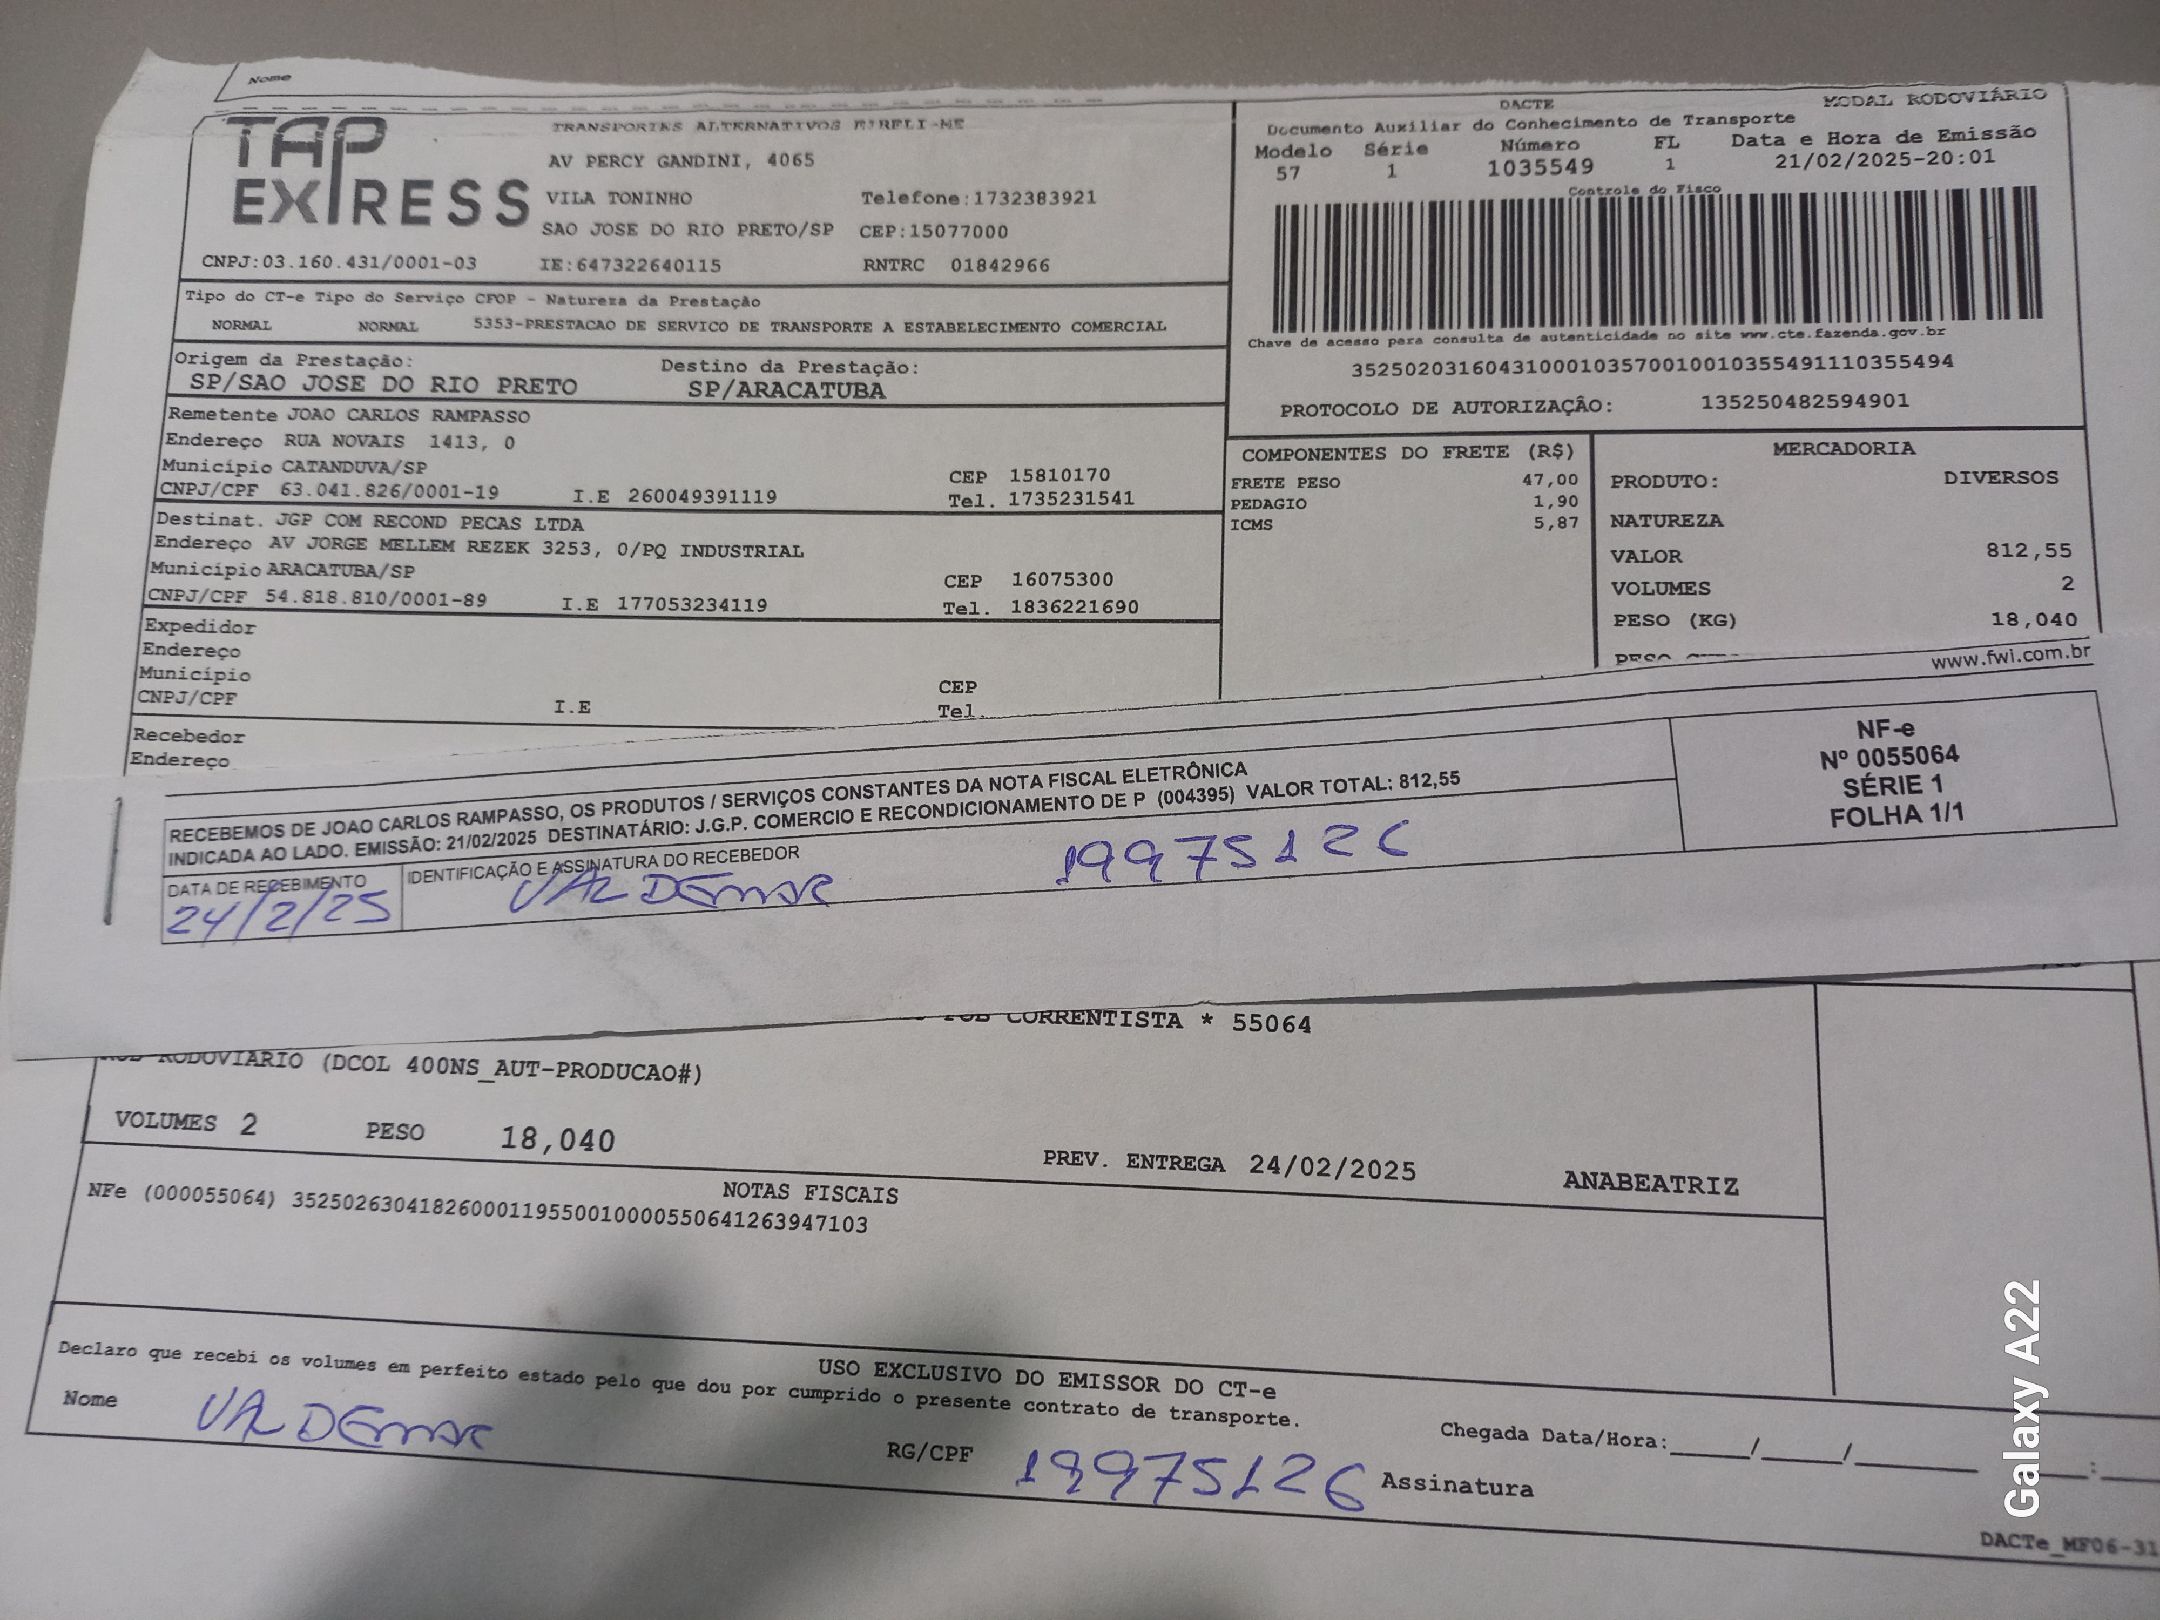 Nome
TAP EXPRESS
TRANSPORTES ALTERNATIVOS EIRELI-ME
AV PERCY GANDINI, 4065
VILA TONINHO Telefone:1732383921
SAO JOSE DO RIO PRETO/SP CEP:15077000
CNPJ:03.160.431/0001-03 IE:647322640115 RNTRC 01842966
DACTE MODAL RODOVIÁRIO
Documento Auxiliar do Conhecimento de Transporte
Modelo Série Número FL Data e Hora de Emissão
57 1 1035549 1 21/02/2025-20:01
Controle do Fisco
Chave de acesso para consulta de autenticidade no site www.cte.fazenda.gov.br
35250203160431000103570010010355491110355494
PROTOCOLO DE AUTORIZAÇÂO: 135250482594901
Tipo do CT-e Tipo do Serviço CFOP - Natureza da Prestação
NORMAL NORMAL 5353-PRESTACAO DE SERVICO DE TRANSPORTE A ESTABELECIMENTO COMERCIAL
Origem da Prestação: Destino da Prestação:
SP/SAO JOSE DO RIO PRETO SP/ARACATUBA
Remetente JOAO CARLOS RAMPASSO
Endereço RUA NOVAIS 1413, 0
Município CATANDUVA/SP CEP 15810170
CNPJ/CPF 63.041.826/0001-19 I.E 260049391119 Tel. 1735231541
Destinat. JGP COM RECOND PECAS LTDA
Endereço AV JORGE MELLEM REZEK 3253, 0/PQ INDUSTRIAL
Município ARACATUBA/SP CEP 16075300
CNPJ/CPF 54.818.810/0001-89 I.E 177053234119 Tel. 1836221690
Expedidor
Endereço
Município CEP
CNPJ/CPF I.E Tel.
Recebedor
Endereço
COMPONENTES DO FRETE (R$)
FRETE PESO 47,00
PEDAGIO 1,90
ICMS 5,87
MERCADORIA
PRODUTO: DIVERSOS
NATUREZA
VALOR 812,55
VOLUMES 2
PESO (KG) 18,040
PESO
www.fwi.com.br
RECEBEMOS DE JOAO CARLOS RAMPASSO, OS PRODUTOS / SERVIÇOS CONSTANTES DA NOTA FISCAL ELETRÔNICA
INDICADA AO LADO. EMISSÃO: 21/02/2025 DESTINATÁRIO: J.G.P. COMERCIO E RECONDICIONAMENTO DE P (004395) VALOR TOTAL: 812,55
DATA DE RECEBIMENTO IDENTIFICAÇÃO E ASSINATURA DO RECEBEDOR
24/2/25 VALDEMAR 19975126
NF-e
Nº 0055064
SÉRIE 1
FOLHA 1/1
CORRENTISTA * 55064
RODOVIARIO (DCOL 400NS_AUT-PRODUCAO#)
VOLUMES 2 PESO 18,040
PREV. ENTREGA 24/02/2025 ANABEATRIZ
NOTAS FISCAIS
NFe (000055064) 35250263041826000119550010000550641263947103
USO EXCLUSIVO DO EMISSOR DO CT-e
Declaro que recebi os volumes em perfeito estado pelo que dou por cumprido o presente contrato de transporte.
Nome VALDEMAR RG/CPF 19975126 Assinatura
Chegada Data/Hora:_____/_____/_______ ___:___
DACTe_MF06-31
Galaxy A22